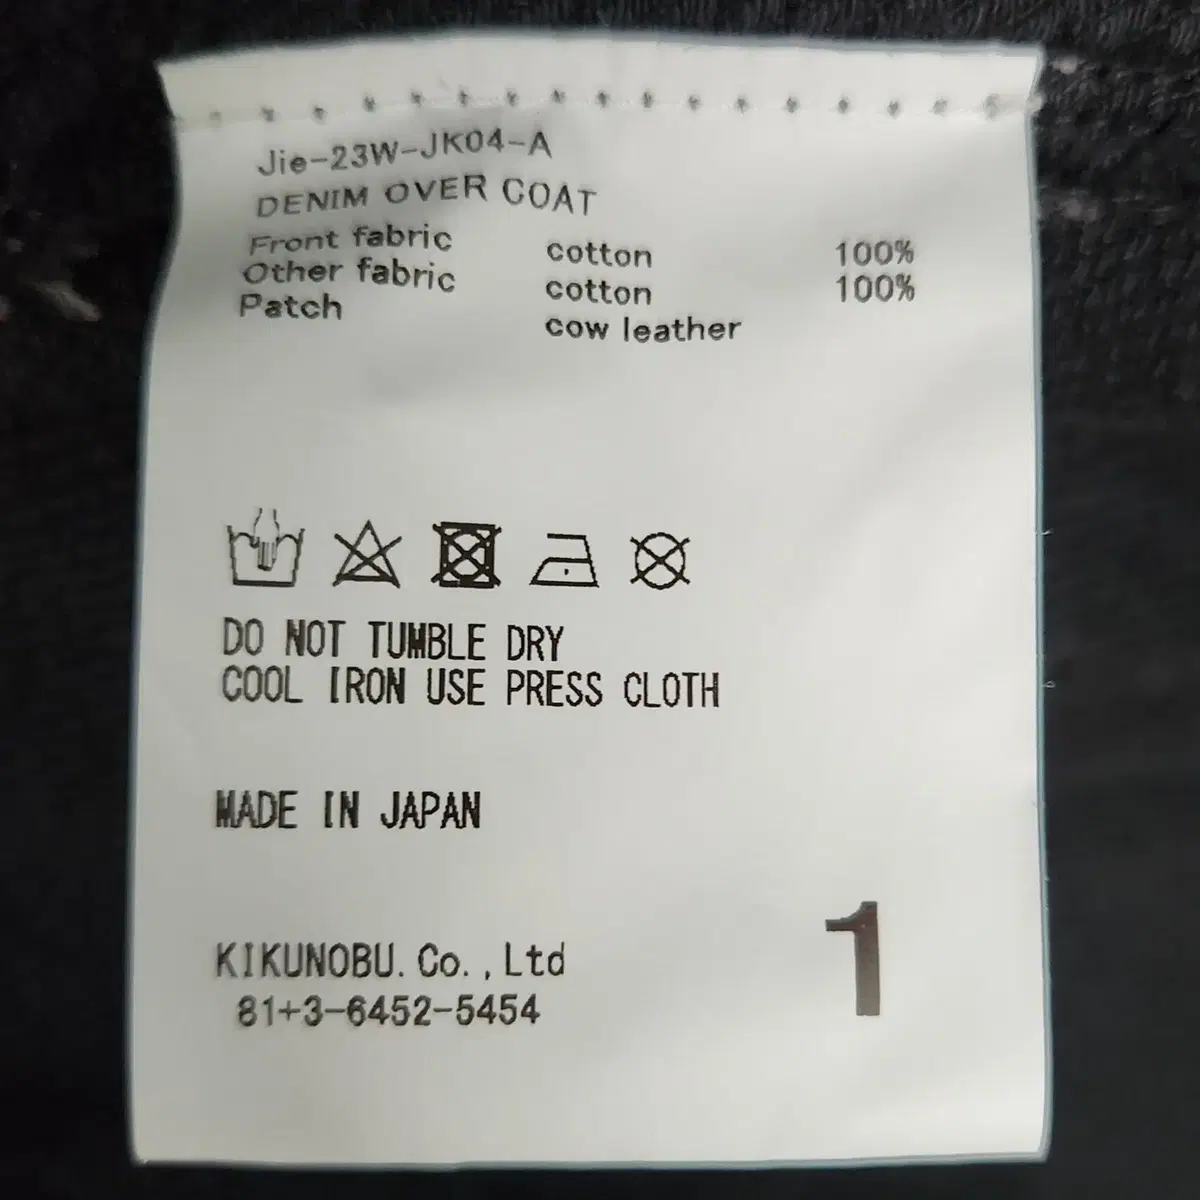 Jie-23W-JK04-A
DENIM OVER COAT
Front fabric cotton 100%
Other fabric cotton 100%
Patch cow leather
DO NOT TUMBLE DRY
COOL IRON USE PRESS CLOTH
MADE IN JAPAN
KIKUNOBU. Co.,Ltd
81+3-6452-5454
1